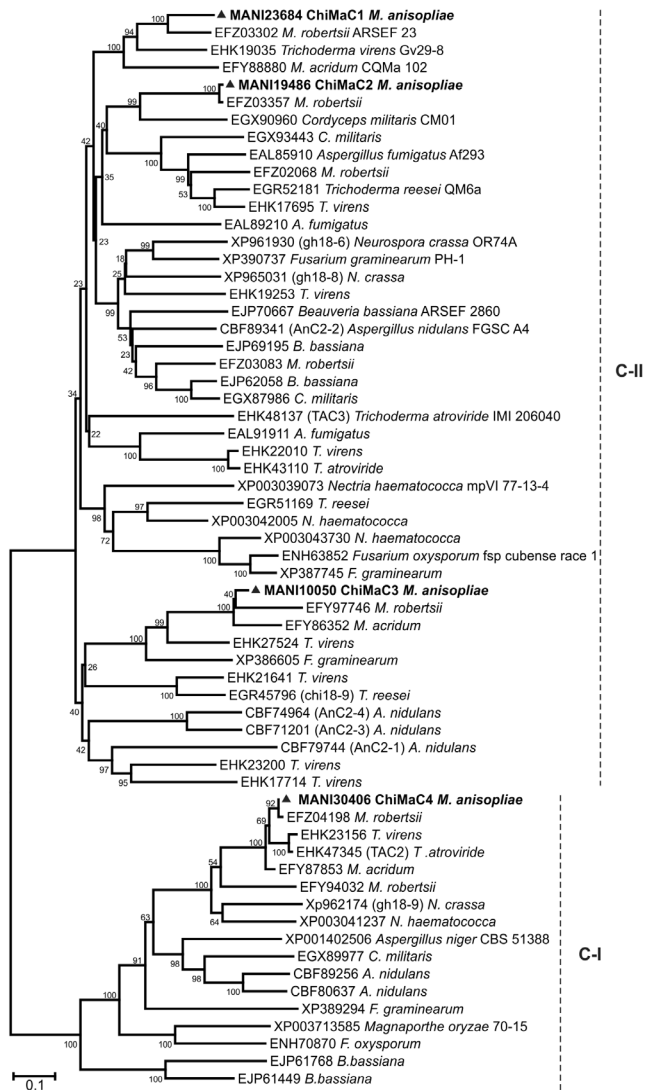 ▲ MANI23684 ChiMaC1 M. anisopliae
100
EFZ03302 M. robertsii ARSEF 23
94
EHK19035 Trichoderma virens Gv29-8
100
EFY88880 M. acridum CQMa 102
▲ MANI19486 ChiMaC2 M. anisopliae
100
EFZ03357 M. robertsii
99
EGX90960 Cordyceps militaris CM01
40
EGX93443 C. militaris
42
100
EAL85910 Aspergillus fumigatus Af293
EFZ02068 M. robertsii
99
35
EGR52181 Trichoderma reesei QM6a
53
EHK17695 T. virens
100
EAL89210 A. fumigatus
23
XP961930 (gh18-6) Neurospora crassa OR74A
99
XP390737 Fusarium graminearum PH-1
18
XP965031 (gh18-8) N. crassa
25
23
EHK19253 T. virens
99
EJP70667 Beauveria bassiana ARSEF 2860
CBF89341 (AnC2-2) Aspergillus nidulans FGSC A4
53
EJP69195 B. bassiana
23
EFZ03083 M. robertsii
42
C-II
EJP62058 B. bassiana
96
EGX87986 C. militaris
100
34
EHK48137 (TAC3) Trichoderma atroviride IMI 206040
22
EAL91911 A. fumigatus
EHK22010 T. virens
100
EHK43110 T. atroviride
100
XP003039073 Nectria haematococca mpVI 77-13-4
EGR51169 T. reesei
97
98
XP003042005 N. haematococca
XP003043730 N. haematococca
72
ENH63852 Fusarium oxysporum fsp cubense race 1
100
XP387745 F. graminearum
100
▲ MANI10050 ChiMaC3 M. anisopliae
40
EFY97746 M. robertsii
100
EFY86352 M. acridum
99
EHK27524 T. virens
100
XP386605 F. graminearum
26
EHK21641 T. virens
EGR45796 (chi18-9) T. reesei
100
40
CBF74964 (AnC2-4) A. nidulans
100
CBF71201 (AnC2-3) A. nidulans
42
CBF79744 (AnC2-1) A. nidulans
EHK23200 T. virens
97
EHK17714 T. virens
95
▲ MANI30406 ChiMaC4 M. anisopliae
92
EFZ04198 M. robertsii
69
EHK23156 T. virens
100
EHK47345 (TAC2) T .atroviride
100
54
EFY87853 M. acridum
EFY94032 M. robertsii
100
Xp962174 (gh18-9) N. crassa
64
XP003041237 N. haematococca
63
XP001402506 Aspergillus niger CBS 51388
C-I
EGX89977 C. militaris
98
91
CBF89256 A. nidulans
98
CBF80637 A. nidulans
100
100
XP389294 F. graminearum
XP003713585 Magnaporthe oryzae 70-15
100
ENH70870 F. oxysporum
100
EJP61768 B.bassiana
EJP61449 B.bassiana
100
0.1